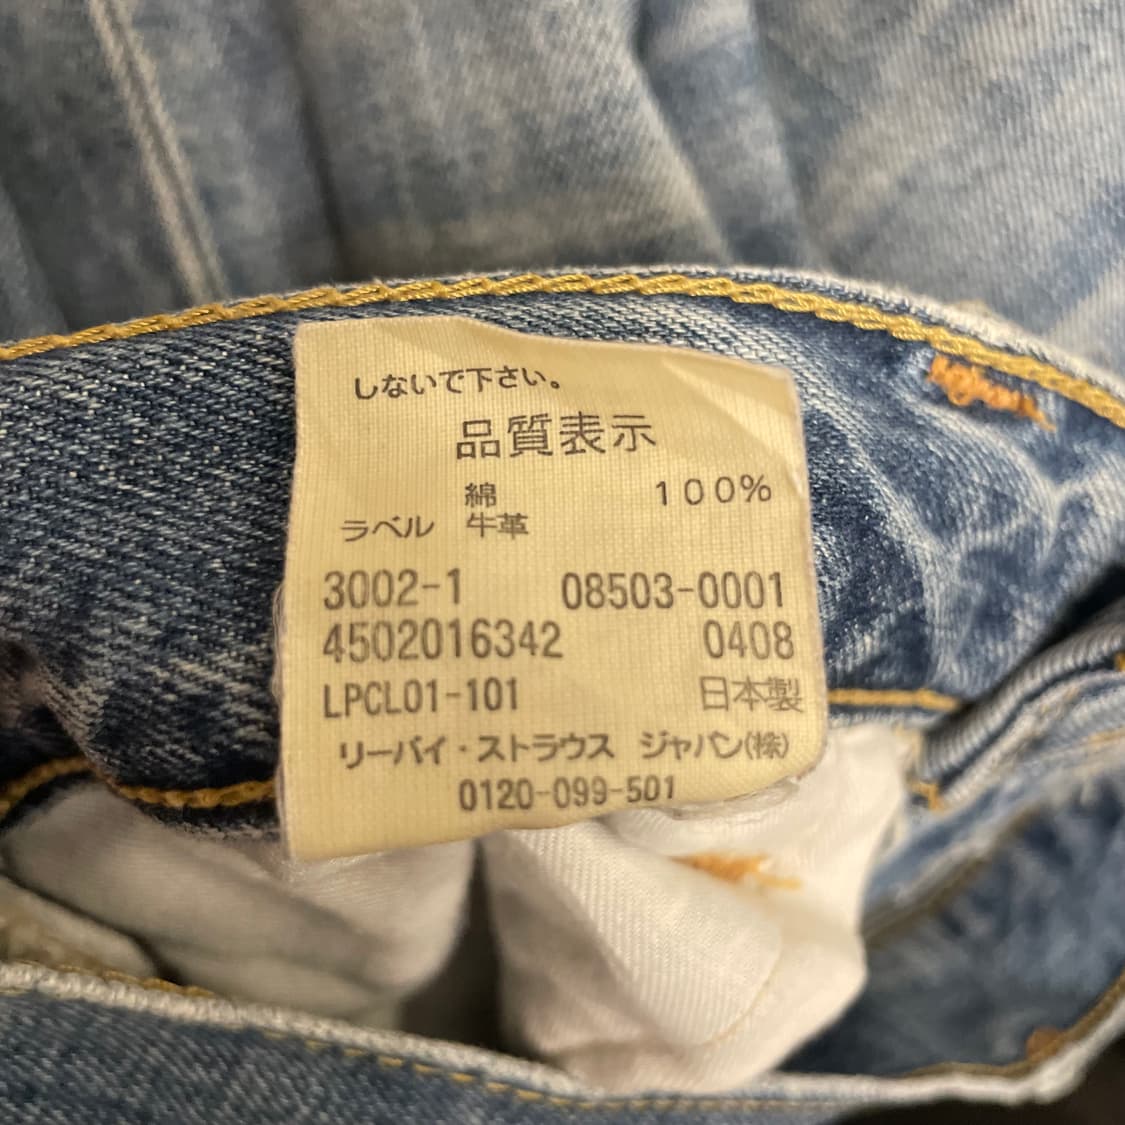 しないで下さい。
品質表示
綿 100%
ラベル 牛革
3002-1 08503-0001
4502016342 0408
LPCL01-101 日本製
リーバイ・ストラウス ジャパン(株)
0120-099-501